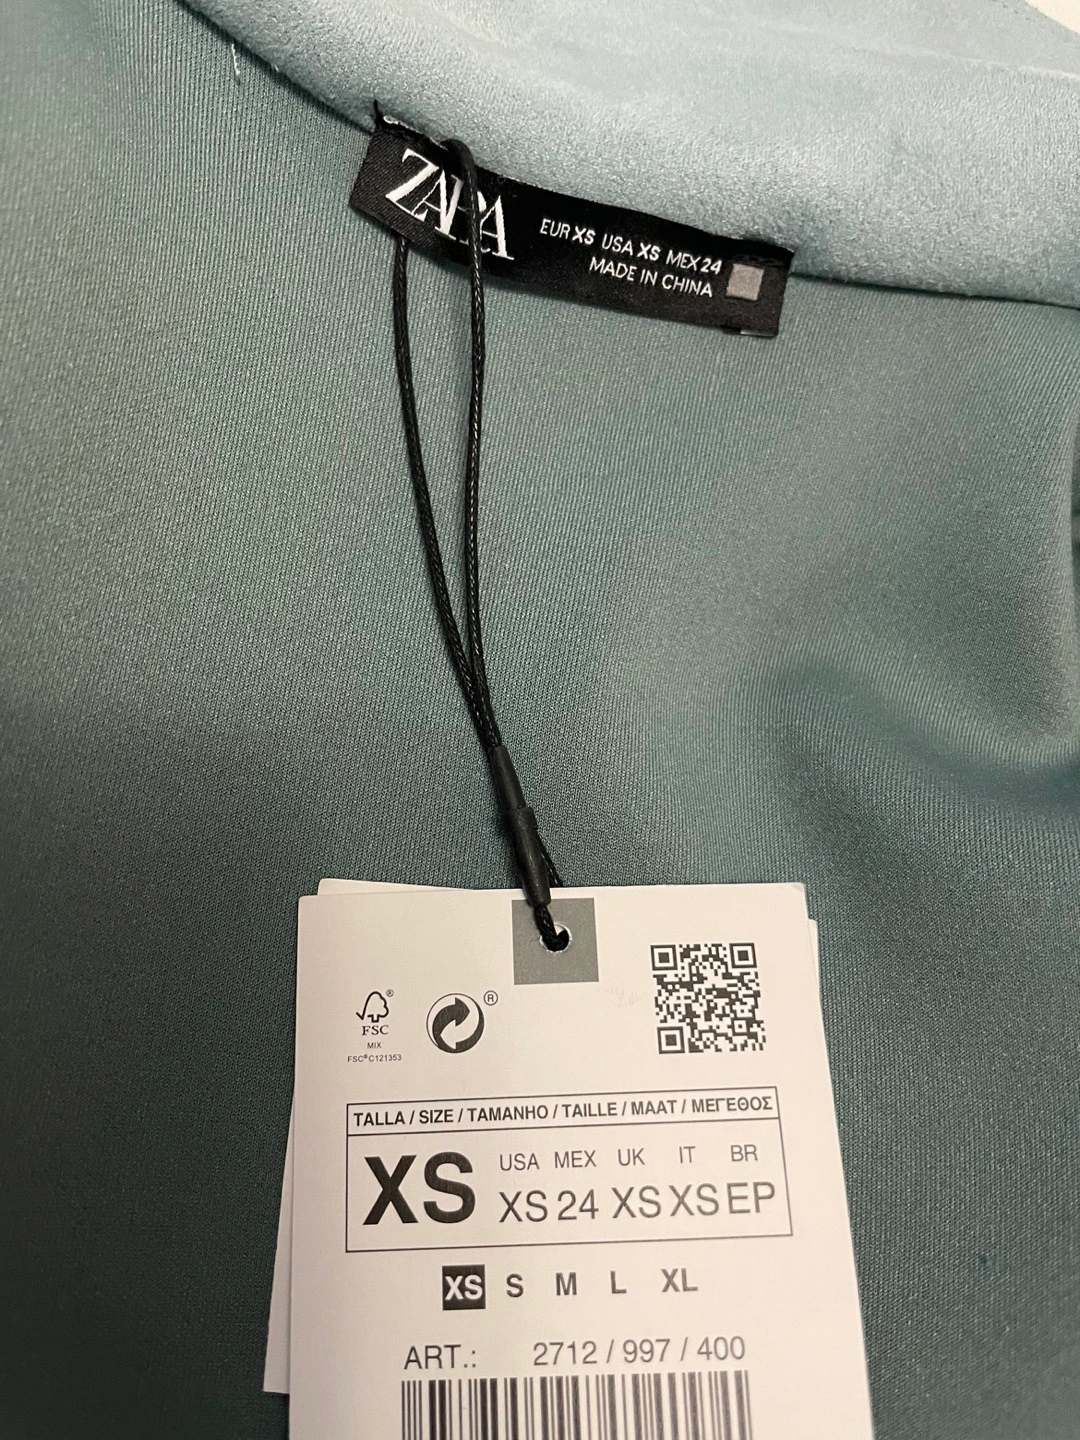 ZARA
EUR XS USA XS MEX 24
MADE IN CHINA
®
FSC
MIX
FSC® C121353
®
TALLA / SIZE / TAMANHO / TAILLE / MAAT / ΜΕΓΕΘΟΣ
XS
USA MEX UK IT BR
XS 24 XS XS EP
XS S M L XL
ART.: 2712 / 997 / 400